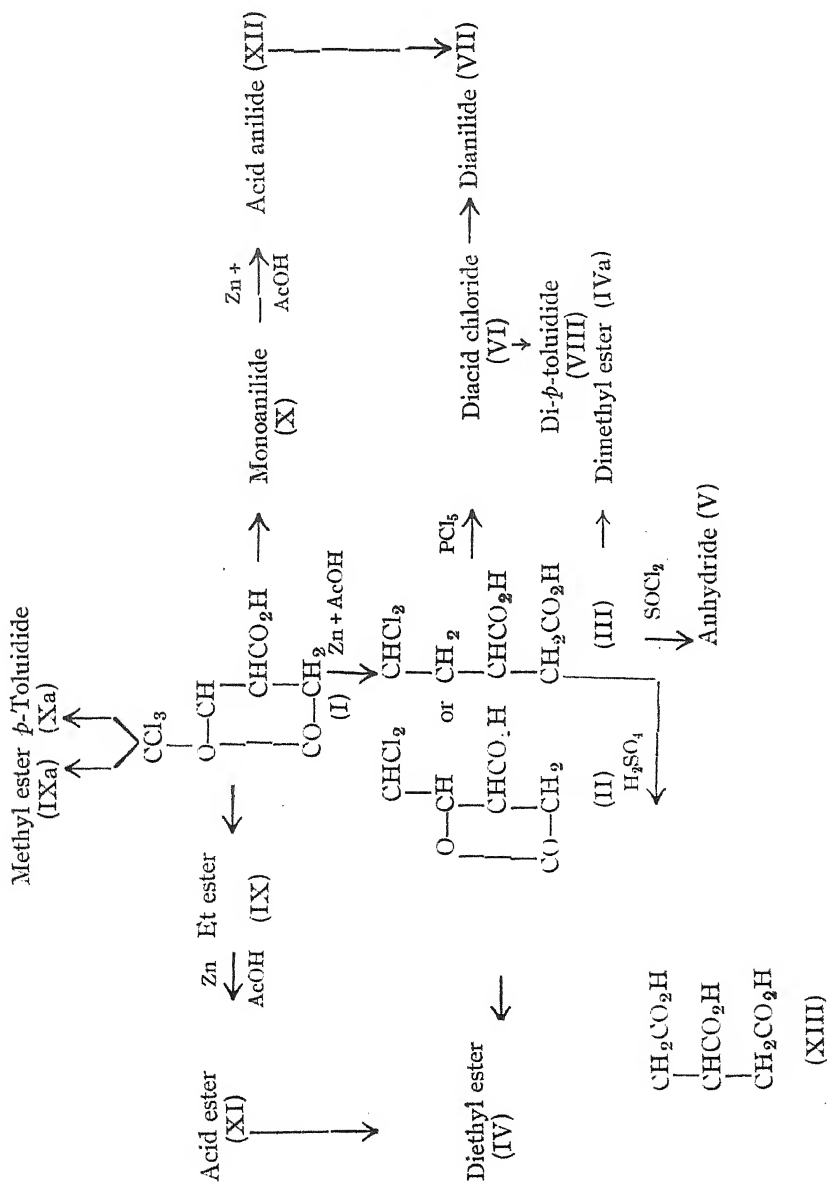 Methyl ester p-Toluidide
(IXa) (Xa)
CCl3
O—CH
CHCO2H
CO—CH2
(I)
Monoanilide
(X)
Zn +
AcOH
Acid anilide (XII)
Zn
AcOH
Et ester
(IX)
Acid ester
(XI)
Zn + AcOH
CHCl2
O—CH
CHCO2H
CO—CH2
(II)
or
CHCl2
CH2
CHCO2H
CH2CO2H
(III)
PCl5
Diacid chloride
(VI)
Dianilide (VII)
Di-p-toluidide
(VIII)
Dimethyl ester (IVa)
SOCl2
Anhydride (V)
H2SO4
Diethyl ester
(IV)
CH2CO2H
CHCO2H
CH2CO2H
(XIII)